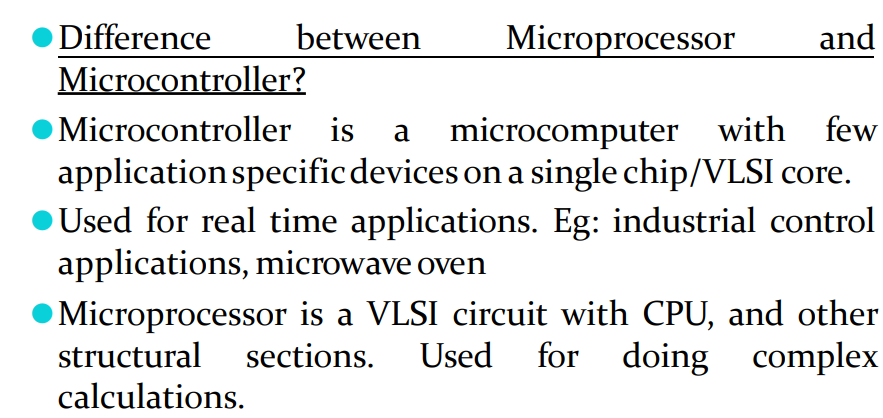 Difference between Microprocessor and
Microcontroller?
Microcontroller is a microcomputer with few
application specific devices on a single chip/VLSI core.
Used for real time applications. Eg: industrial control
applications, microwave oven
Microprocessor is a VLSI circuit with CPU, and other
structural sections. Used for doing complex
calculations.